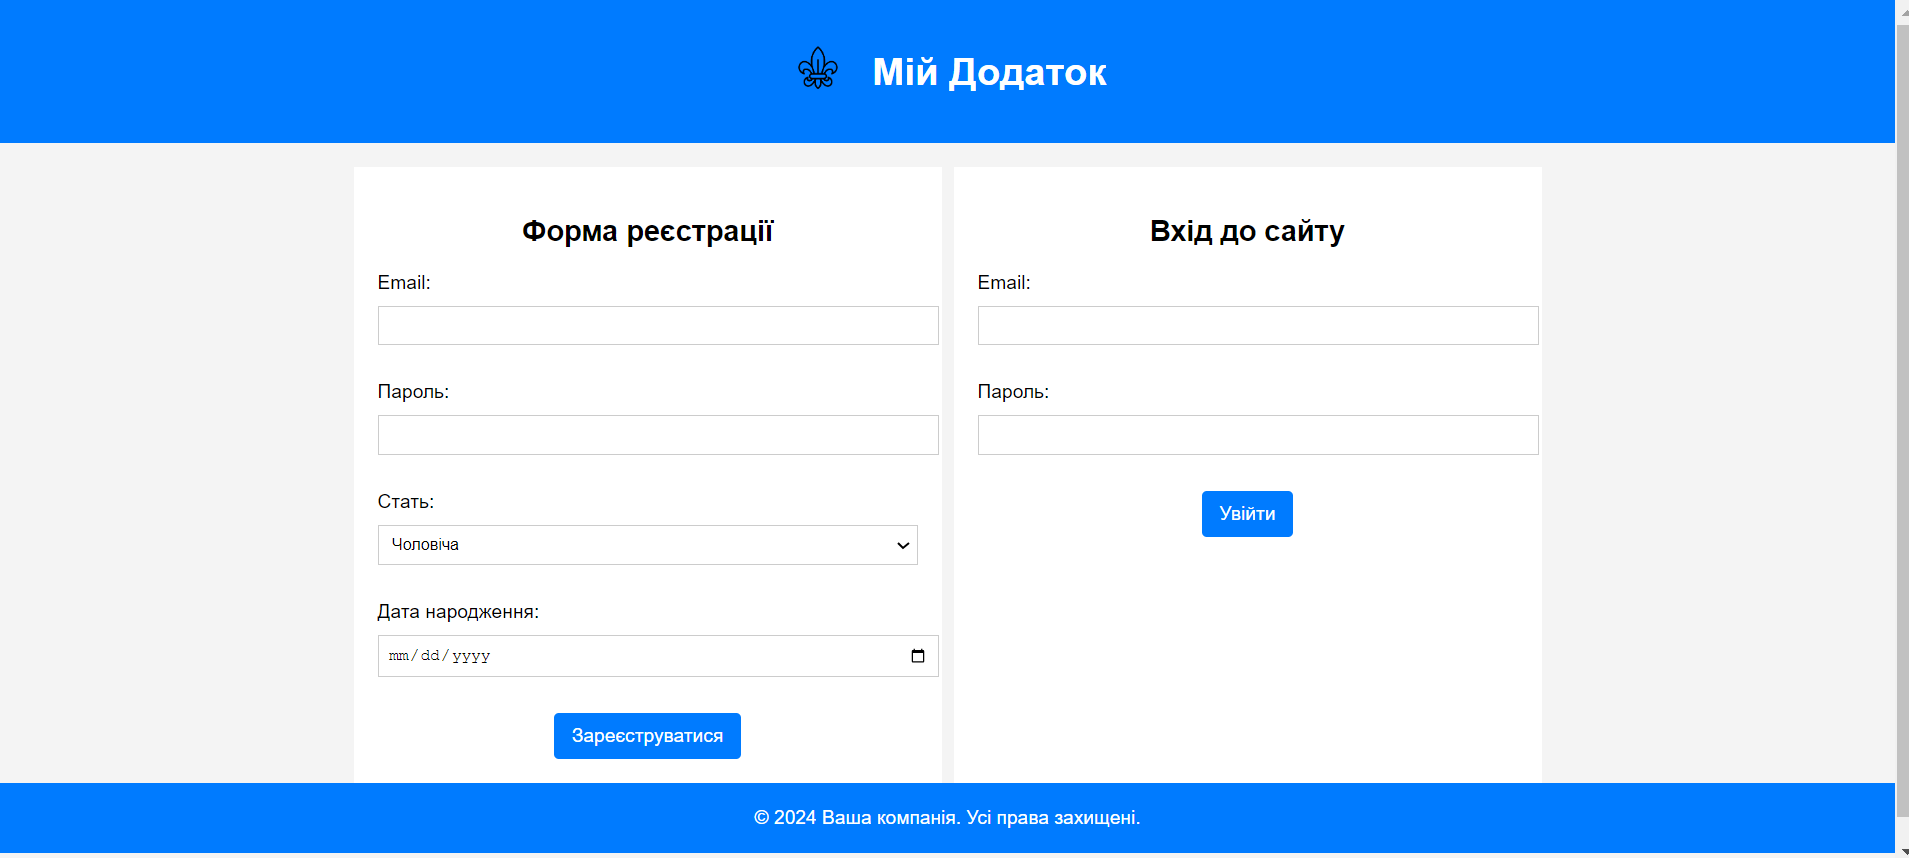 Мій Додаток
Форма реєстрації
Email:
Пароль:
Стать:
Чоловіча
Дата народження:
mm/dd/yyyy
Зареєструватися
Вхід до сайту
Email:
Пароль:
Увійти
© 2024 Ваша компанія. Усі права захищені.